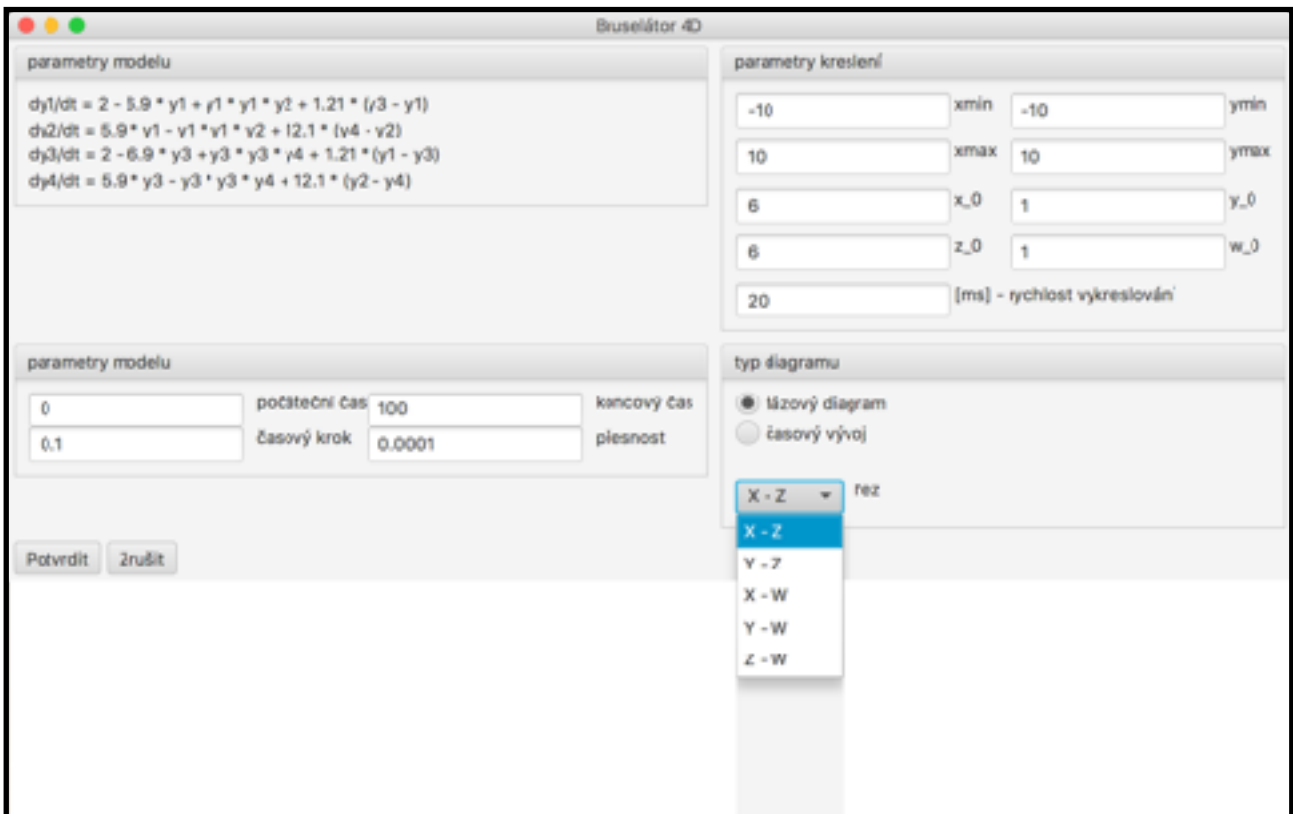 Bruselátor 4D
parametry modelu
dy1/dt = 2 - 6.9 * y1 + y1 * y1 * y2 + 1.21 * (y3 - y1)
dy2/dt = 5.9 * y1 - y1 * y1 * y2 + 12.1 * (y4 - y2)
dy3/dt = 2 - 6.9 * y3 + y3 * y3 * y4 + 1.21 * (y1 - y3)
dy4/dt = 5.9 * y3 - y3 * y3 * y4 + 12.1 * (y2 - y4)
parametry kreslení
-10 xmin -10 ymin
10 xmax 10 ymax
6 x_0 1 y_0
6 z_0 1 w_0
20 [ms] - rychlost vykreslování
parametry modelu
0 počáteční čas 100 koncový čas
0.1 časový krok 0.0001 přesnost
typ diagramu
fázový diagram
časový vývoj
X - Z řez
X - Z
Y - Z
X - W
Y - W
Z - W
Potvrdit Zrušit